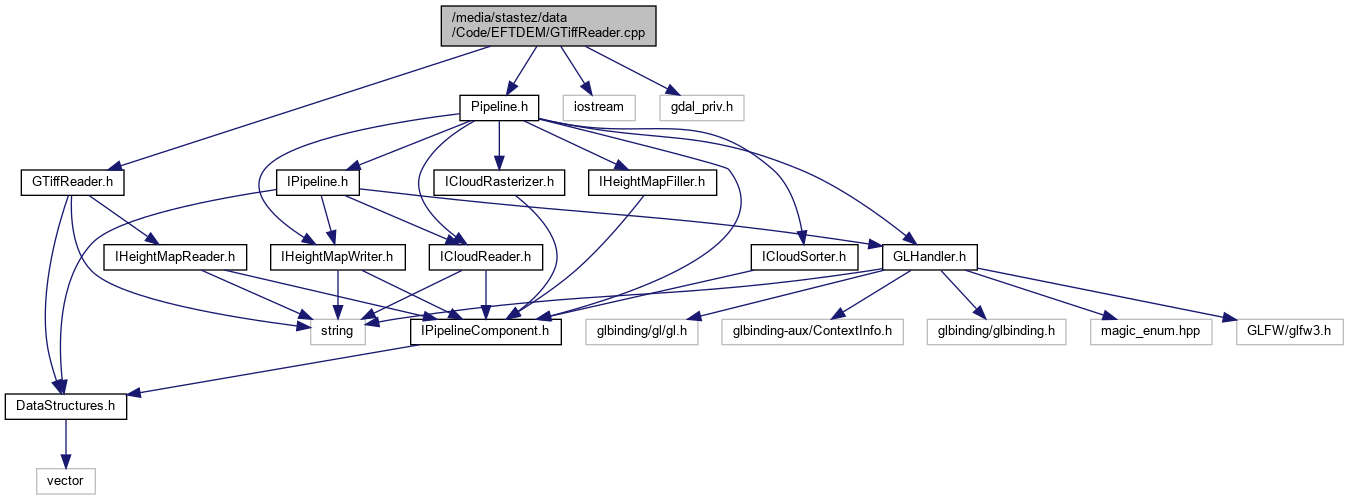 /media/stastez/data
/Code/EFTDEM/GTiffReader.cpp
Pipeline.h
iostream
gdal_priv.h
GTiffReader.h
IPipeline.h
ICloudRasterizer.h
IHeightMapFiller.h
IHeightMapReader.h
IHeightMapWriter.h
ICloudReader.h
ICloudSorter.h
GLHandler.h
string
IPipelineComponent.h
glbinding/gl/gl.h
glbinding-aux/ContextInfo.h
glbinding/glbinding.h
magic_enum.hpp
GLFW/glfw3.h
DataStructures.h
vector